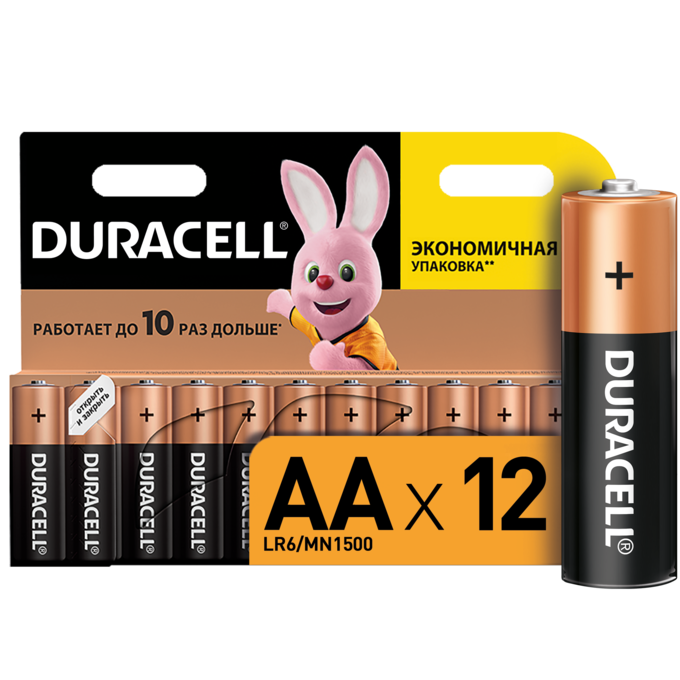 DURACELL®
ЭКОНОМИЧНАЯ
УПАКОВКА**
РАБОТАЕТ ДО 10 РАЗ ДОЛЬШЕ*
открыть
и закрыть
+
+
+
+
+
+
+
+
+
DURACELL®
DURACELL®
DURACELL®
DURACELL®
AA x 12
LR6/MN1500
+
DURACELL®